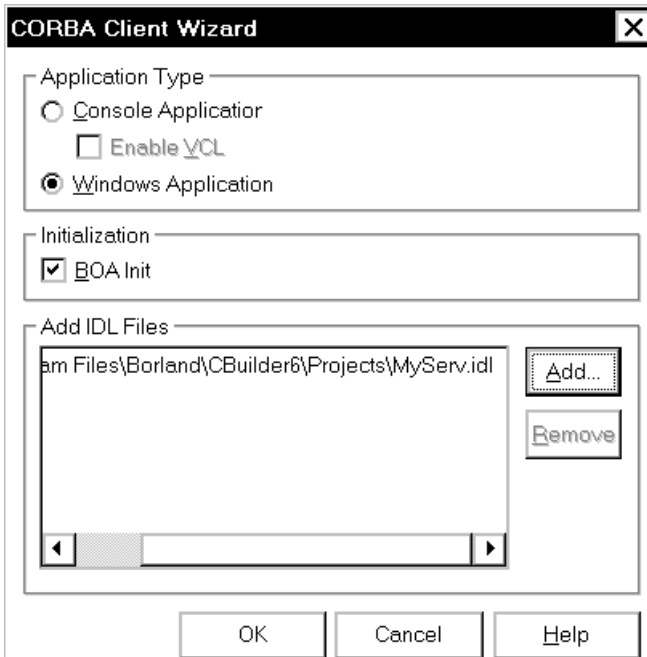 CORBA Client Wizard
Application Type
Console Applicatior
Enable VCL
Windows Application
Initialization
BOA Init
Add IDL Files
am Files\Borland\CBuilder6\Projects\MyServ.idl
Add...
Remove
OK Cancel Help